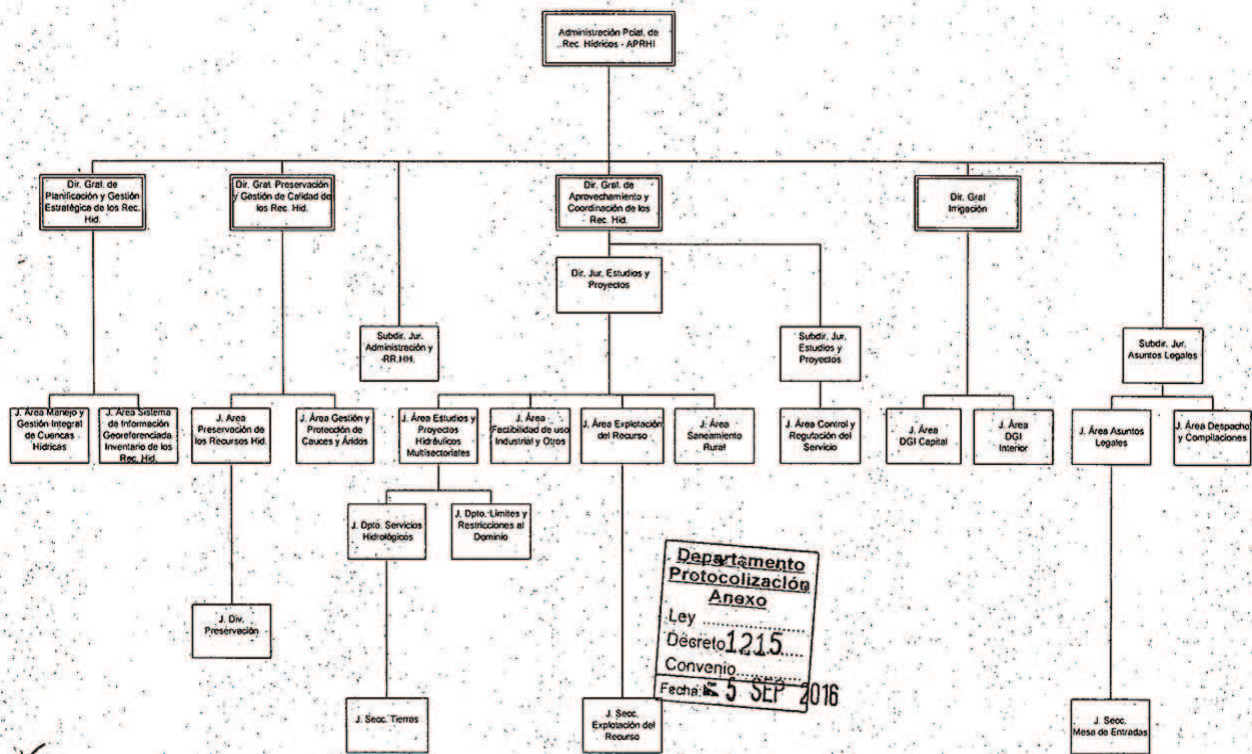 Administración Pcial. de
Rec. Hídricos - APRHI
Dir. Gral. de
Planificación y Gestión
Estratégica de los Rec.
Hid.
Dir. Gral. Preservación
y Gestión de Calidad de
los Rec. Hid.
Dir. Gral. de
Aprovechamiento y
Coordinación de los
Rec. Hid.
Dir. Gral
Irrigación
Dir. Jur. Estudios y
Proyectos
Subdir. Jur.
Administración y
RR.HH.
Subdir. Jur.
Estudios y
Proyectos
Subdir. Jur.
Asuntos Legales
J. Área Manejo y
Gestión Integral
de Cuencas
Hídricas
J. Área Sistema
de Información
Georeferenciada
Inventario de los
Rec. Hid.
J. Area
Preservación de
los Recursos Hid.
J. Área Gestión y
Protección de
Cauces y Áridos
J. Área Estudios y
Proyectos
Hidráulicos
Multisectoriales
J. Área
Factibilidad de uso
Industrial y Otros
J. Área Explotación
del Recurso
J. Área
Saneamiento
Rural
J. Área Control y
Regulación del
Servicio
J. Área
DGI Capital
J. Área
DGI
Interior
J. Área Asuntos
Legales
J. Área Despacho
y Compilaciones
J. Dpto. Servicios
Hidrológicos
J. Dpto. Limites y
Restricciones al
Dominio
J. Div.
Preservación
J. Secc. Tierras
J. Secc.
Explotación del
Recurso
J. Secc.
Mesa de Entradas
Departamento
Protocolización
Anexo
Ley ..............
Decreto 1215.....
Convenio..........
Fecha: 5 SEP 2016